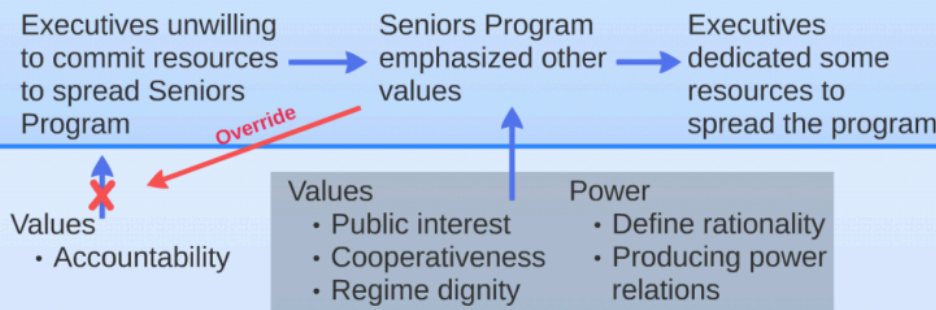 Executives unwilling
to commit resources
to spread Seniors
Program
Seniors Program
emphasized other
values
Executives
dedicated some
resources to
spread the program
Override
Values
• Accountability
Values
• Public interest
• Cooperativeness
• Regime dignity
Power
• Define rationality
• Producing power
relations